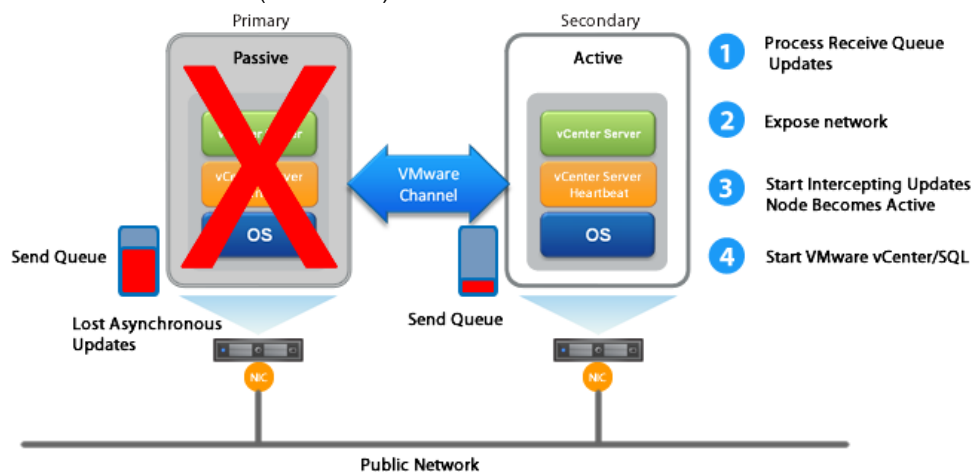 Primary
Secondary
Passive
Active
1
Process Receive Queue
Updates
vCenter Server
2
Expose network
VMware
Channel
vCenter Server
Heartbeat
3
Start Intercepting Updates
Node Becomes Active
OS
OS
4
Start VMware vCenter/SQL
Send Queue
Send Queue
Lost Asynchronous
Updates
NIC
NIC
Public Network